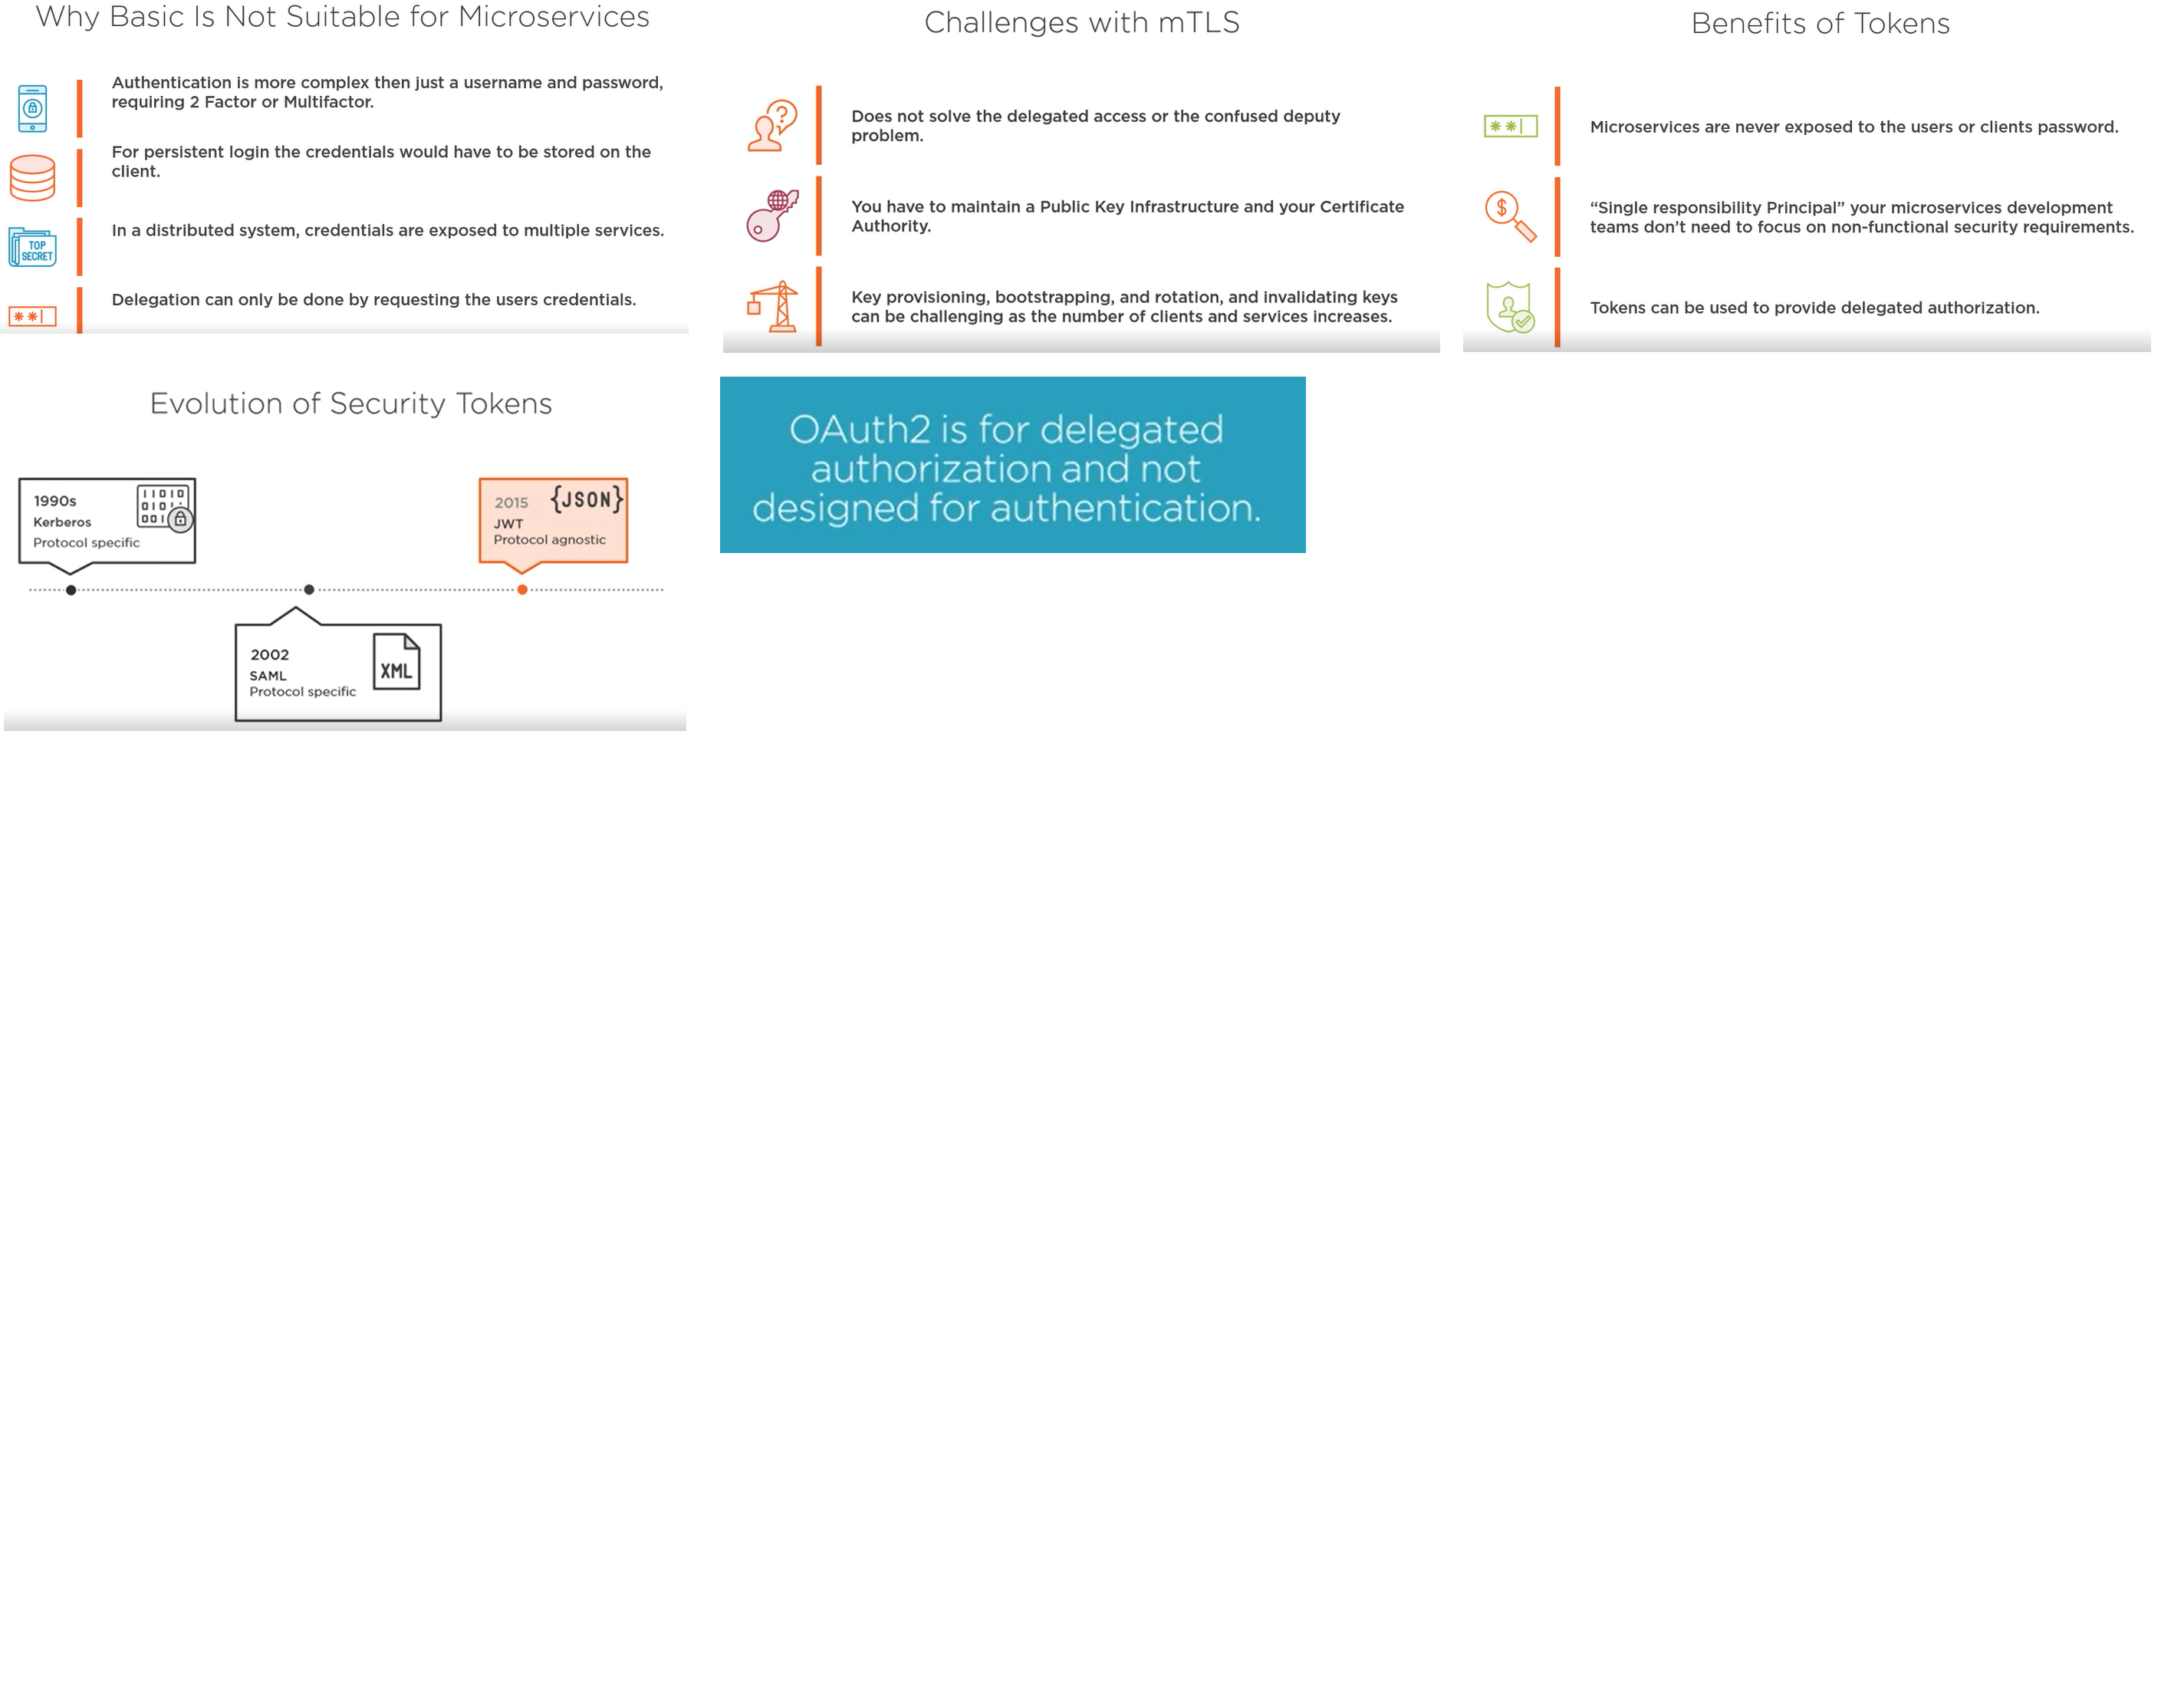 Why Basic Is Not Suitable for Microservices
Authentication is more complex then just a username and password,
requiring 2 Factor or Multifactor.
For persistent login the credentials would have to be stored on the
client.
TOP
SECRET
In a distributed system, credentials are exposed to multiple services.
**|
Delegation can only be done by requesting the users credentials.
Challenges with mTLS
?
Does not solve the delegated access or the confused deputy
problem.
You have to maintain a Public Key Infrastructure and your Certificate
Authority.
Key provisioning, bootstrapping, and rotation, and invalidating keys
can be challenging as the number of clients and services increases.
Benefits of Tokens
**|
Microservices are never exposed to the users or clients password.
$
“Single responsibility Principal” your microservices development
teams don’t need to focus on non-functional security requirements.
Tokens can be used to provide delegated authorization.
Evolution of Security Tokens
1990s
Kerberos
Protocol specific
11010
0101
001
2002
SAML
Protocol specific
XML
2015
{JSON}
JWT
Protocol agnostic
OAuth2 is for delegated
authorization and not
designed for authentication.